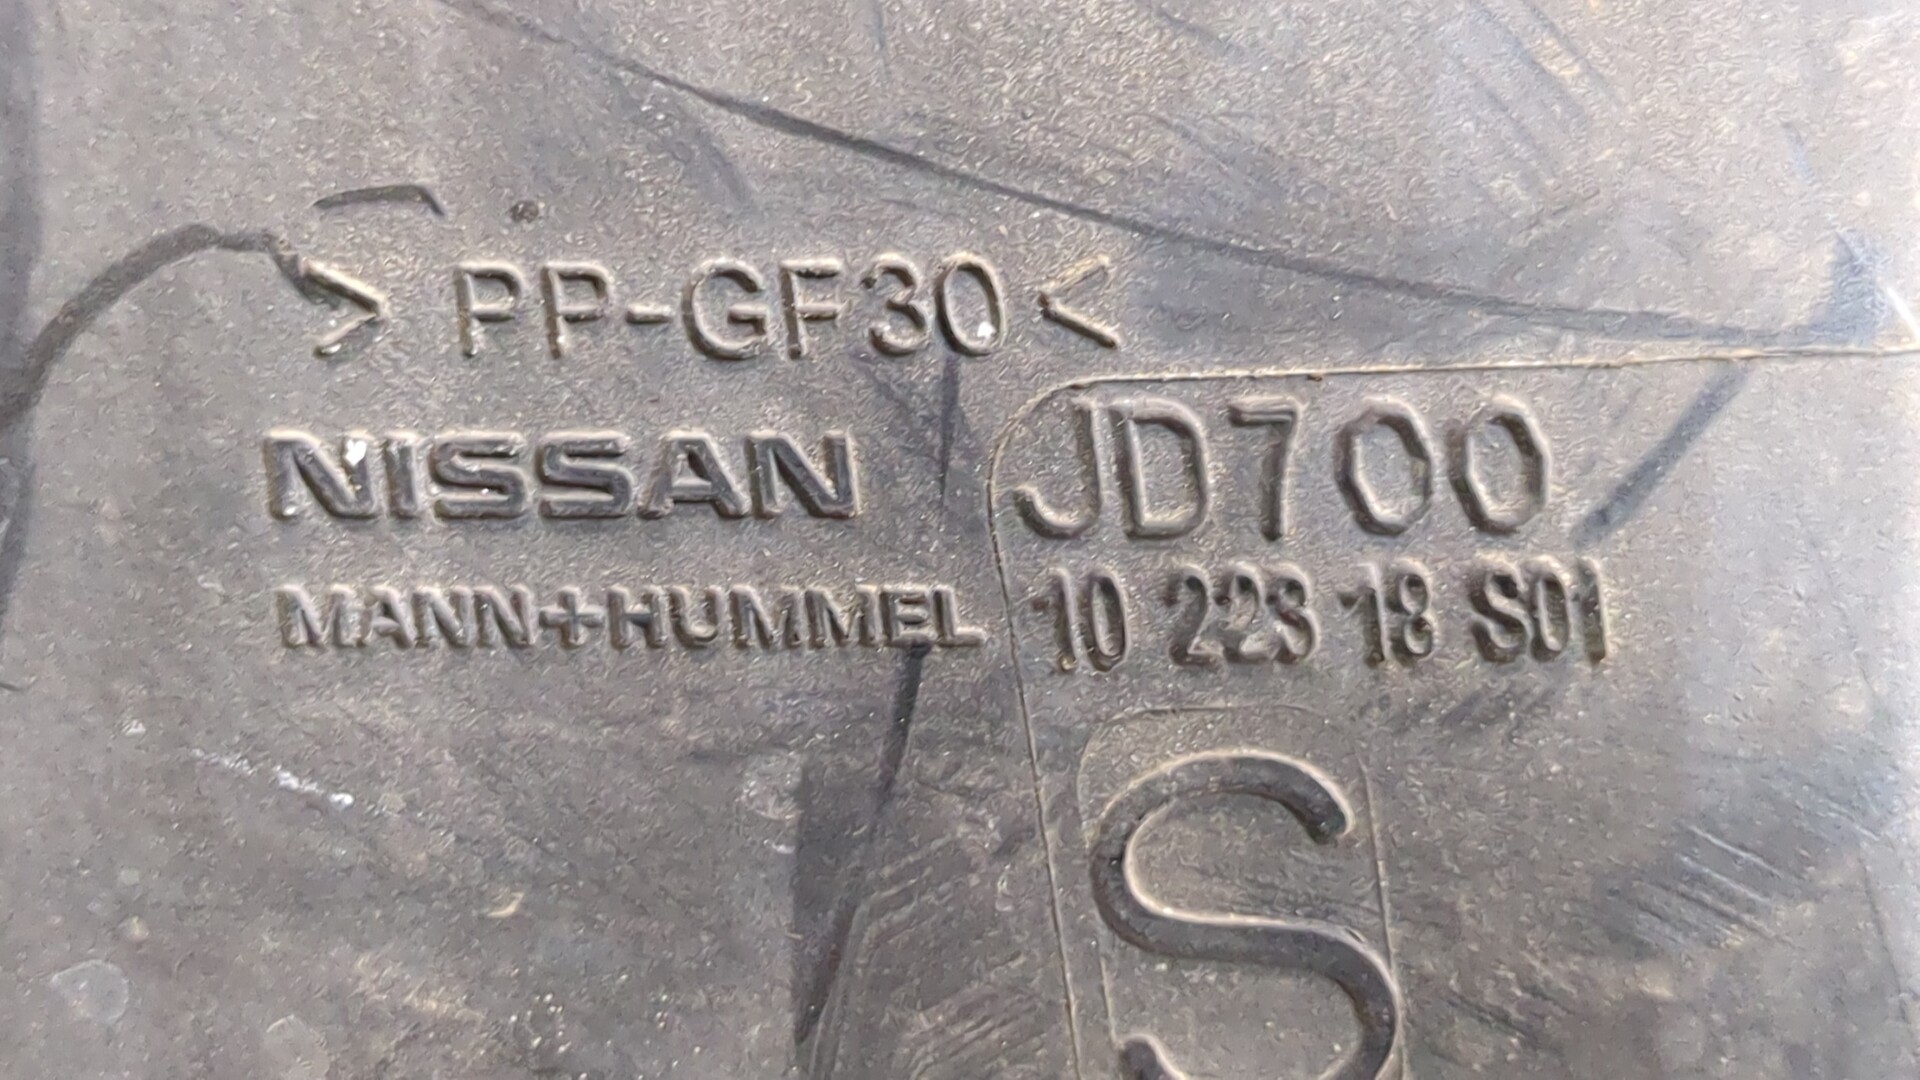 > PP-GF30 <
NISSAN JD700
MANN+HUMMEL 10 223 18 S01
S